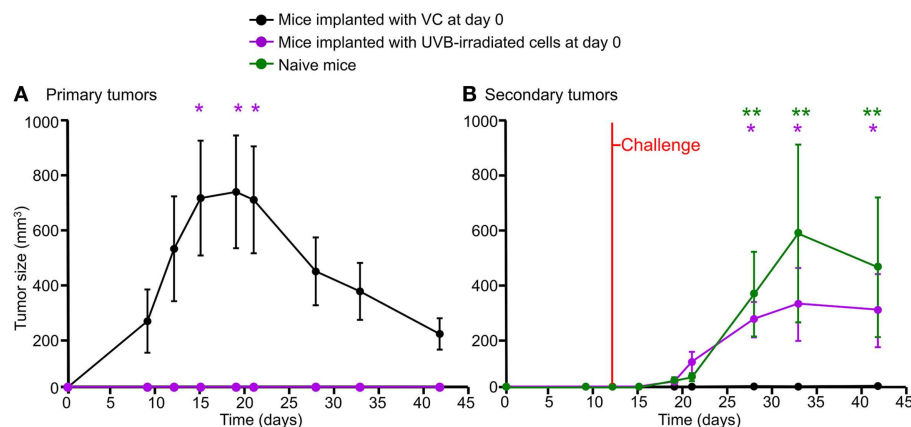 Mice implanted with VC at day 0
Mice implanted with UVB-irradiated cells at day 0
Naive mice
A Primary tumors
* * *
1000
800
600
400
200
0
Tumor size (mm³)
0 5 10 15 20 25 30 35 40 45
Time (days)
B Secondary tumors
** ** **
* * *
Challenge
1000
800
600
400
200
0
0 5 10 15 20 25 30 35 40 45
Time (days)